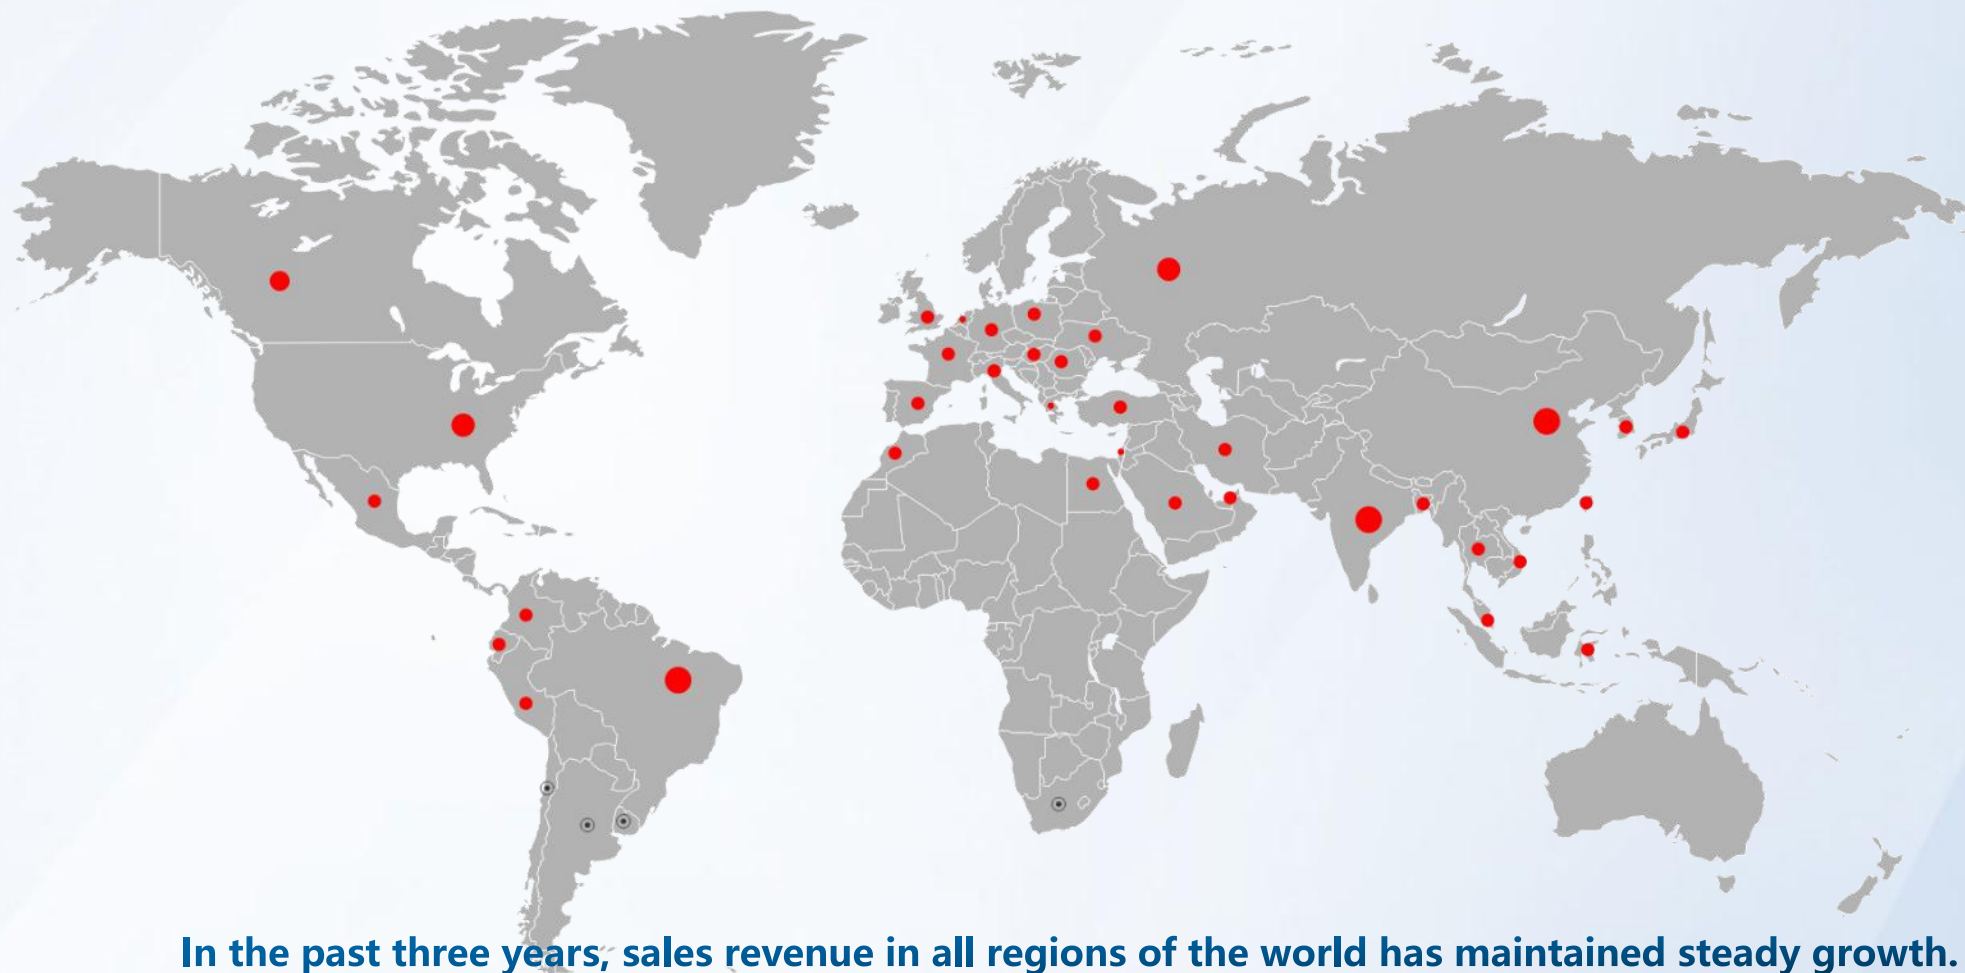 In the past three years, sales revenue in all regions of the world has maintained steady growth.